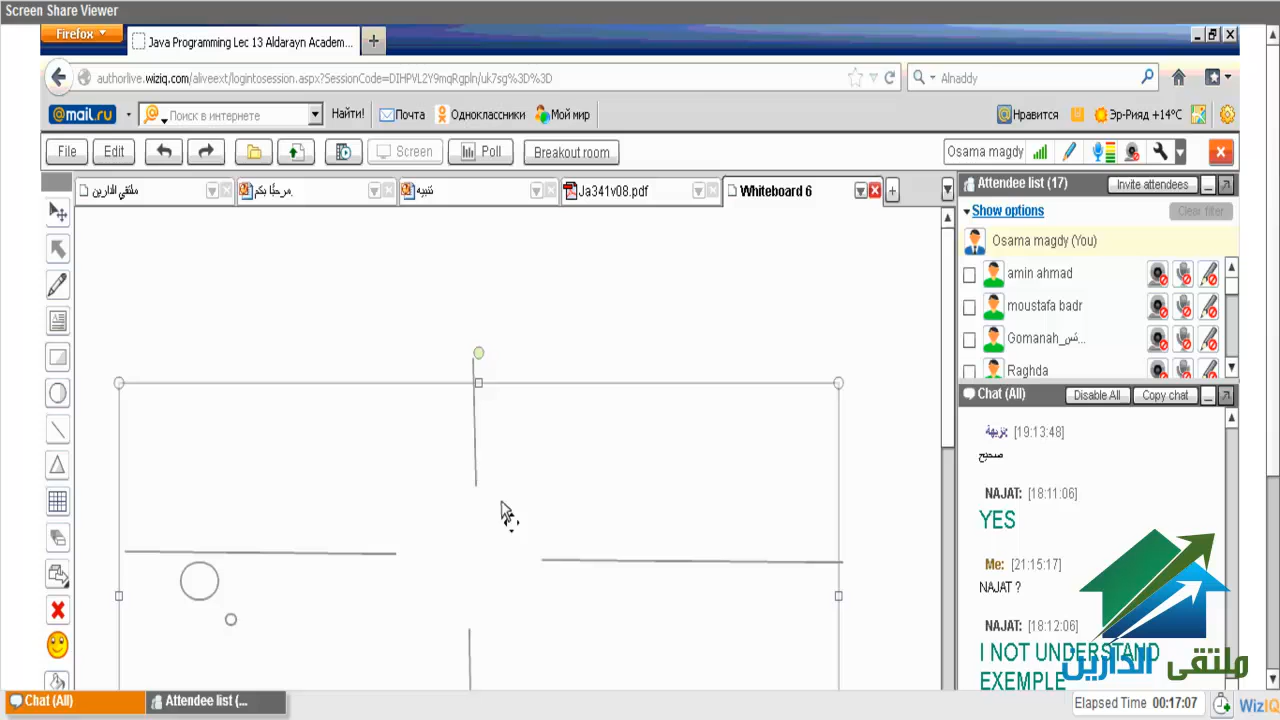 Screen Share Viewer
Firefox
Java Programming Lec 13 Aldarayn Academ...
authorlive.wiziq.com/aliveext/logintosession.aspx?SessionCode=DIHPVL2Y9mqRgpln/uk7sg%3D%3D
Alnaddy
@mail.ru
Поиск в интернете
Найти!
Почта
Одноклассники
Мой мир
Нравится
Эр-Рияд +14°C
File
Edit
Screen
Poll
Breakout room
Osama magdy
ملتقي الدارين
مرحبًا بكم.
تنبيه
Ja341v08.pdf
Whiteboard 6
Attendee list (17)
Invite attendees
Show options
Clear filter
Osama magdy (You)
amin ahmad
moustafa badr
Raghda
Chat (All)
Disable All
Copy chat
نزيهة: [19:13:48]
صحيح
NAJAT: [18:11:06]
YES
Me: [21:15:17]
NAJAT ?
NAJAT: [18:12:06]
I NOT UNDERSTAND
EXEMPLE
ملتقى الدارين
Chat (All)
Attendee list (...
Elapsed Time 00:17:07
WizIQ